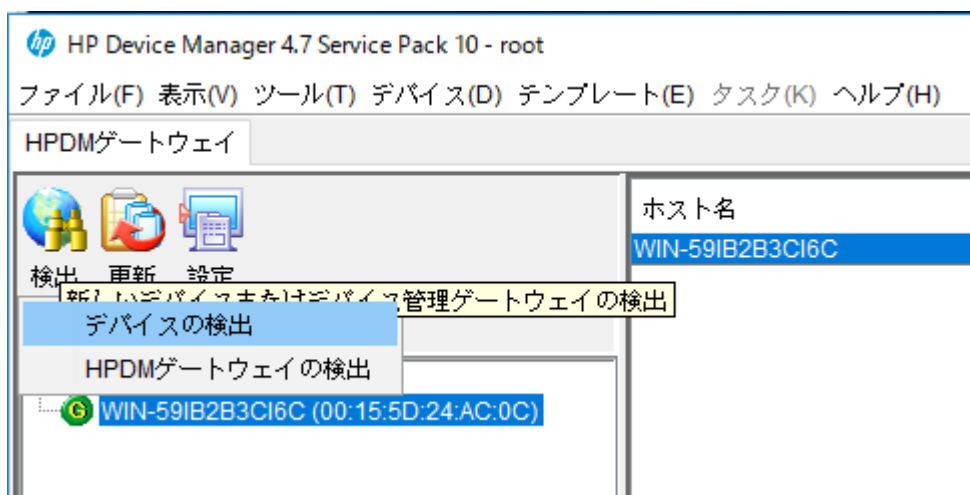 HP Device Manager 4.7 Service Pack 10 - root
ファイル(F) 表示(V) ツール(T) デバイス(D) テンプレート(E) タスク(K) ヘルプ(H)
HPDMゲートウェイ
検出 更新 設定
ホスト名
WIN-59IB2B3CI6C
新しいデバイスまたはデバイス管理ゲートウェイの検出
デバイスの検出
HPDMゲートウェイの検出
G WIN-59IB2B3CI6C (00:15:5D:24:AC:0C)